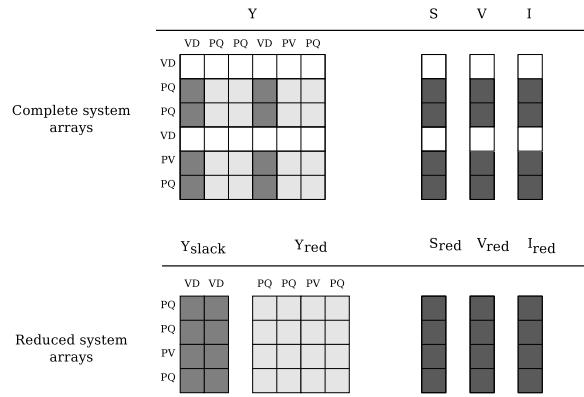 Y S V I
VD PQ PQ VD PV PQ
VD
PQ
Complete system
arrays
PQ
VD
PV
PQ
Yslack Yred Sred Vred Ired
VD VD PQ PQ PV PQ
PQ
PQ
Reduced system
arrays
PV
PQ